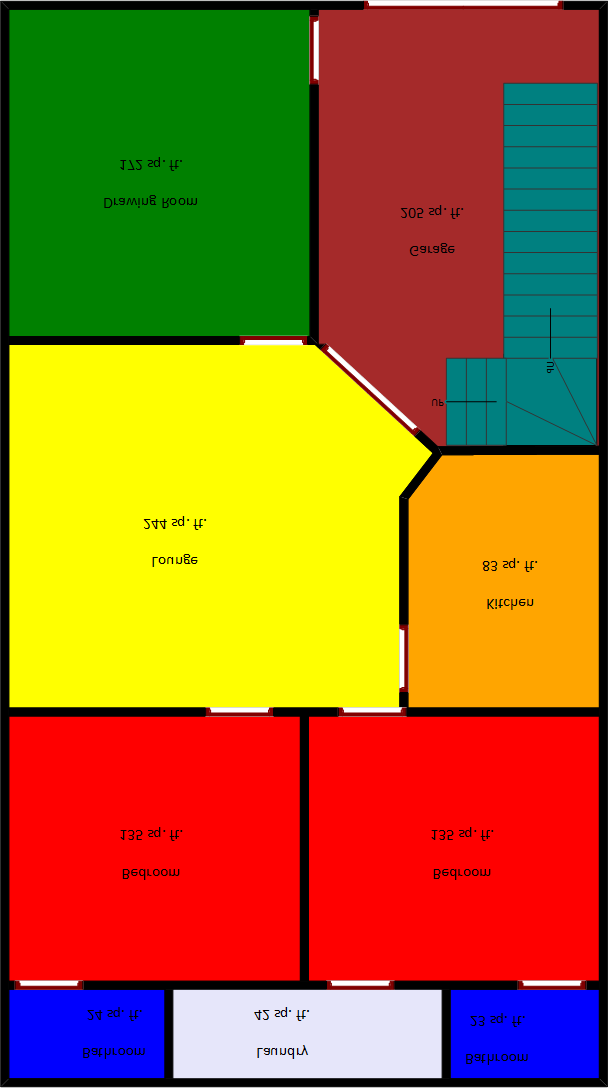 172 sq. ft.
Drawing Room
205 sq. ft.
Garage
UP
244 sq. ft.
Lounge
83 sq. ft.
Kitchen
135 sq. ft.
Bedroom
135 sq. ft.
Bedroom
24 sq. ft.
Bathroom
42 sq. ft.
Laundry
23 sq. ft.
Bathroom